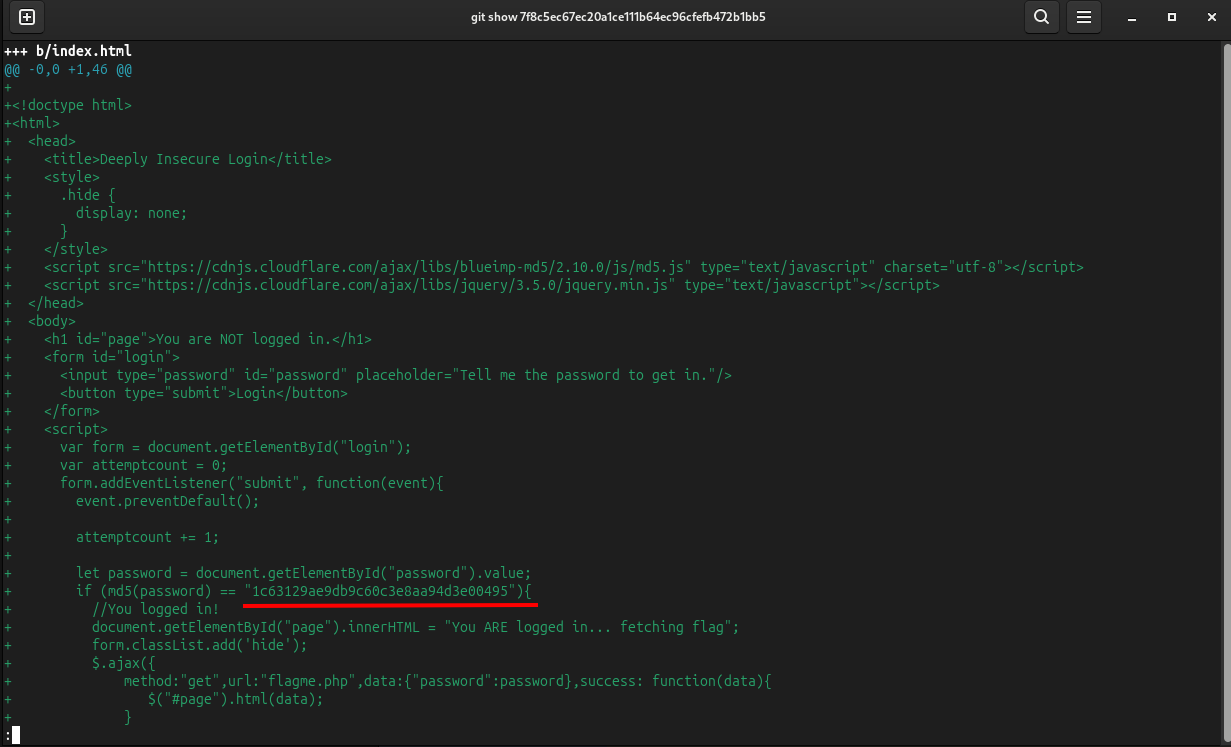 git show 7f8c5ec67ec20a1ce111b64ec96cfefb472b1bb5
+++ b/index.html
@@ -0,0 +1,46 @@
+
+<!doctype html>
+<html>
+  <head>
+    <title>Deeply Insecure Login</title>
+    <style>
+      .hide {
+        display: none;
+      }
+    </style>
+    <script src="https://cdnjs.cloudflare.com/ajax/libs/blueimp-md5/2.10.0/js/md5.js" type="text/javascript" charset="utf-8"></script>
+    <script src="https://cdnjs.cloudflare.com/ajax/libs/jquery/3.5.0/jquery.min.js" type="text/javascript"></script>
+  </head>
+  <body>
+    <h1 id="page">You are NOT logged in.</h1>
+    <form id="login">
+      <input type="password" id="password" placeholder="Tell me the password to get in."/>
+      <button type="submit">Login</button>
+    </form>
+    <script>
+      var form = document.getElementById("login");
+      var attemptcount = 0;
+      form.addEventListener("submit", function(event){
+        event.preventDefault();
+
+        attemptcount += 1;
+
+        let password = document.getElementById("password").value;
+        if (md5(password) == "1c63129ae9db9c60c3e8aa94d3e00495"){
+          //You logged in!
+          document.getElementById("page").innerHTML = "You ARE logged in... fetching flag";
+          form.classList.add('hide');
+          $.ajax({
+              method:"get",url:"flagme.php",data:{"password":password},success: function(data){
+                 $("#page").html(data);
+              }
: